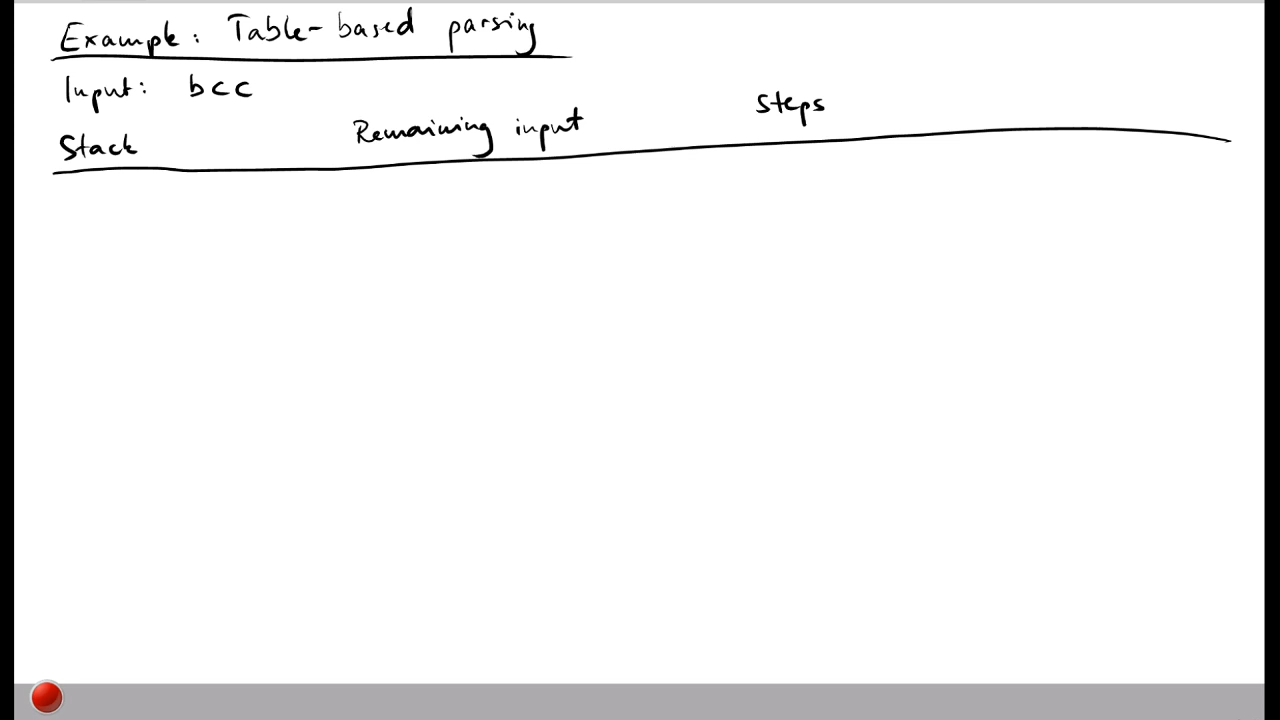 Example: Table-based parsing
Input: bcc
Stack Remaining input Steps